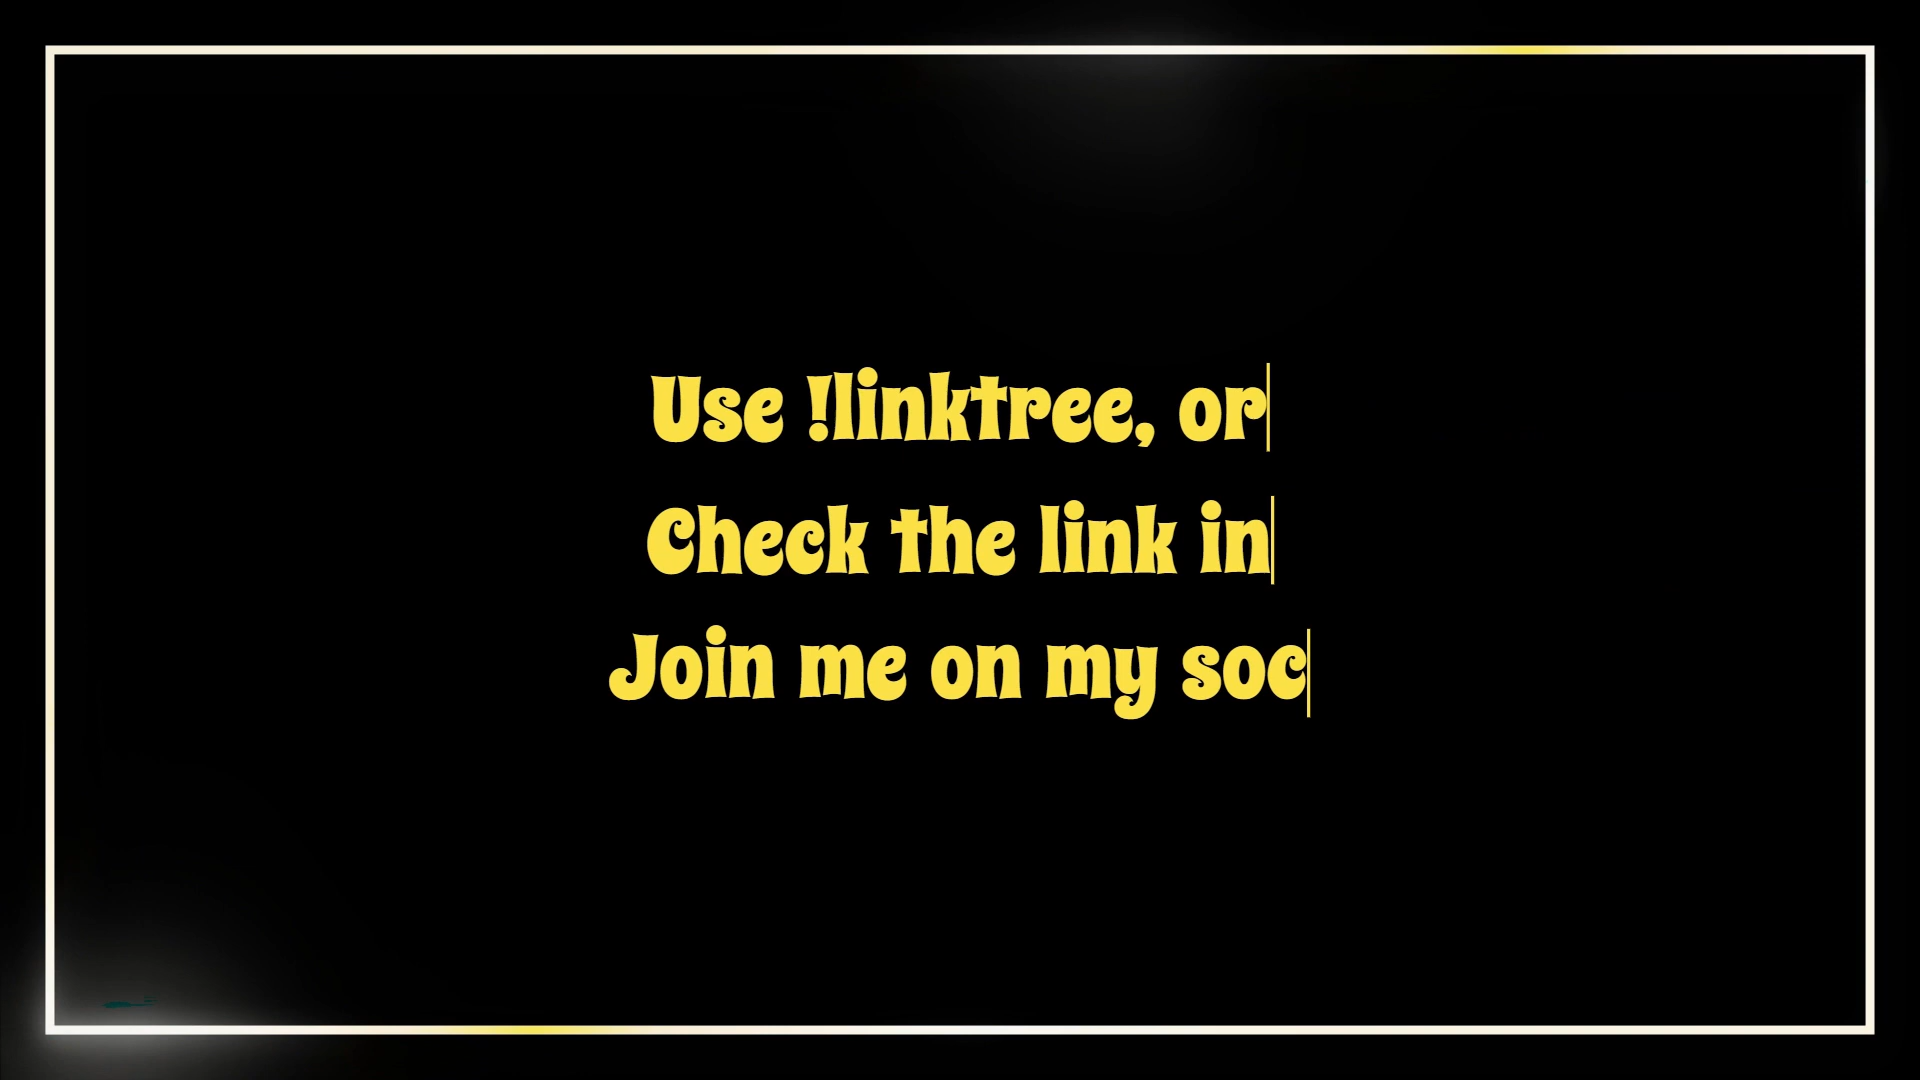 Use !linktree, or
Check the link in
Join me on my soc